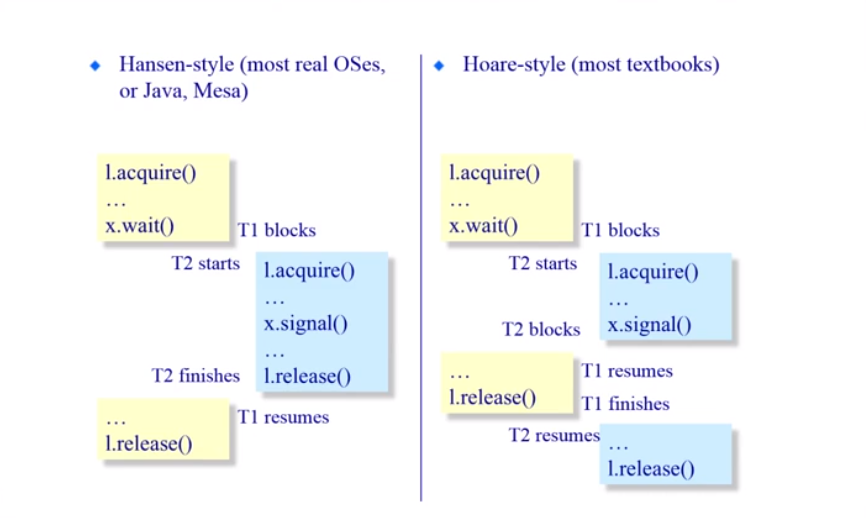 Hansen-style (most real OSes,
or Java, Mesa)
l.acquire()
…
x.wait()
T1 blocks
T2 starts
l.acquire()
…
x.signal()
…
T2 finishes
l.release()
T1 resumes
…
l.release()
Hoare-style (most textbooks)
l.acquire()
…
x.wait()
T1 blocks
T2 starts
l.acquire()
…
x.signal()
T2 blocks
T1 resumes
…
l.release()
T1 finishes
T2 resumes
…
l.release()